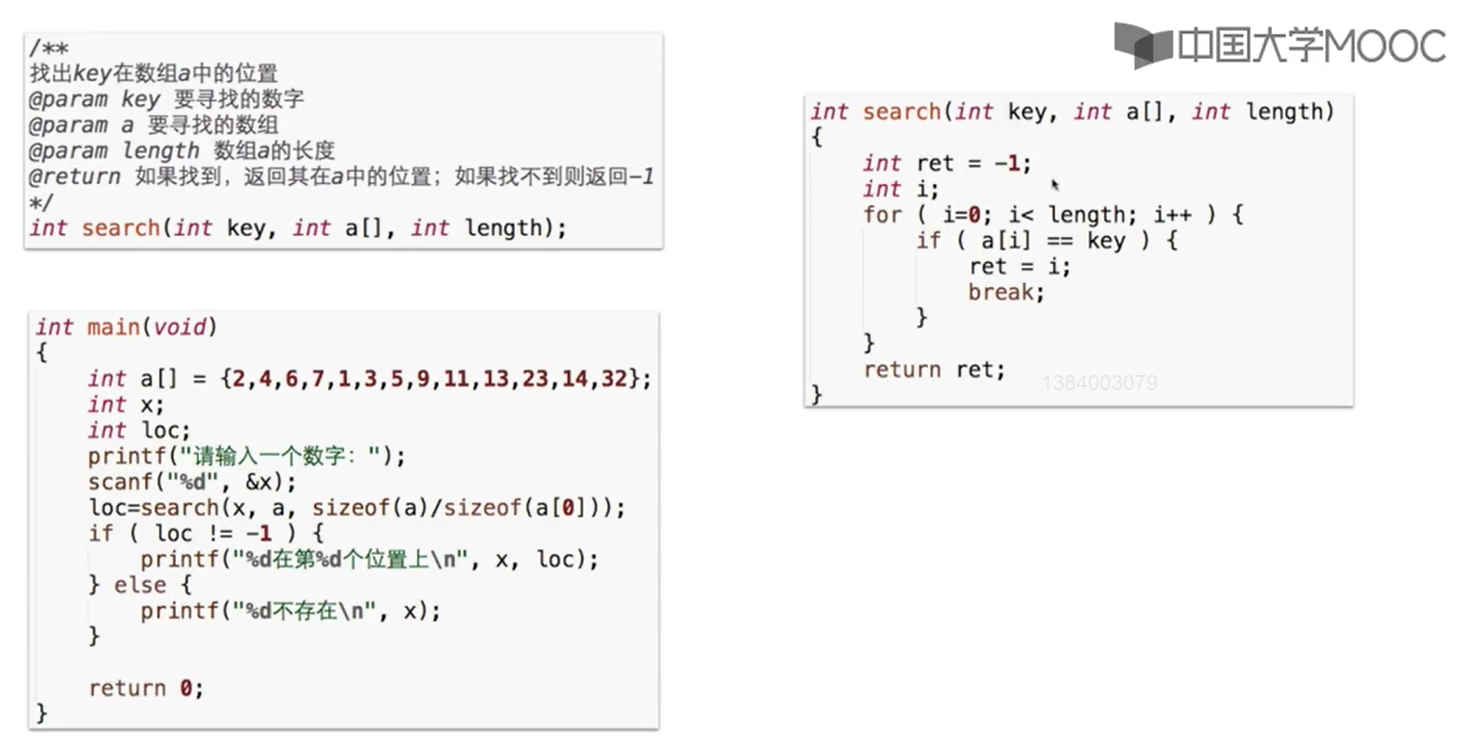 中国大学MOOC
/**
找出key在数组a中的位置
@param key 要寻找的数字
@param a 要寻找的数组
@param length 数组a的长度
@return 如果找到，返回其在a中的位置；如果找不到则返回-1
*/
int search(int key, int a[], int length);
int main(void)
{
    int a[] = {2,4,6,7,1,3,5,9,11,13,23,14,32};
    int x;
    int loc;
    printf("请输入一个数字：");
    scanf("%d", &x);
    loc=search(x, a, sizeof(a)/sizeof(a[0]));
    if ( loc != -1 ) {
        printf("%d在第%d个位置上\n", x, loc);
    } else {
        printf("%d不存在\n", x);
    }
    return 0;
}
int search(int key, int a[], int length)
{
    int ret = -1;
    int i;
    for ( i=0; i< length; i++ ) {
        if ( a[i] == key ) {
            ret = i;
            break;
        }
    }
    return ret;
}
1384003079